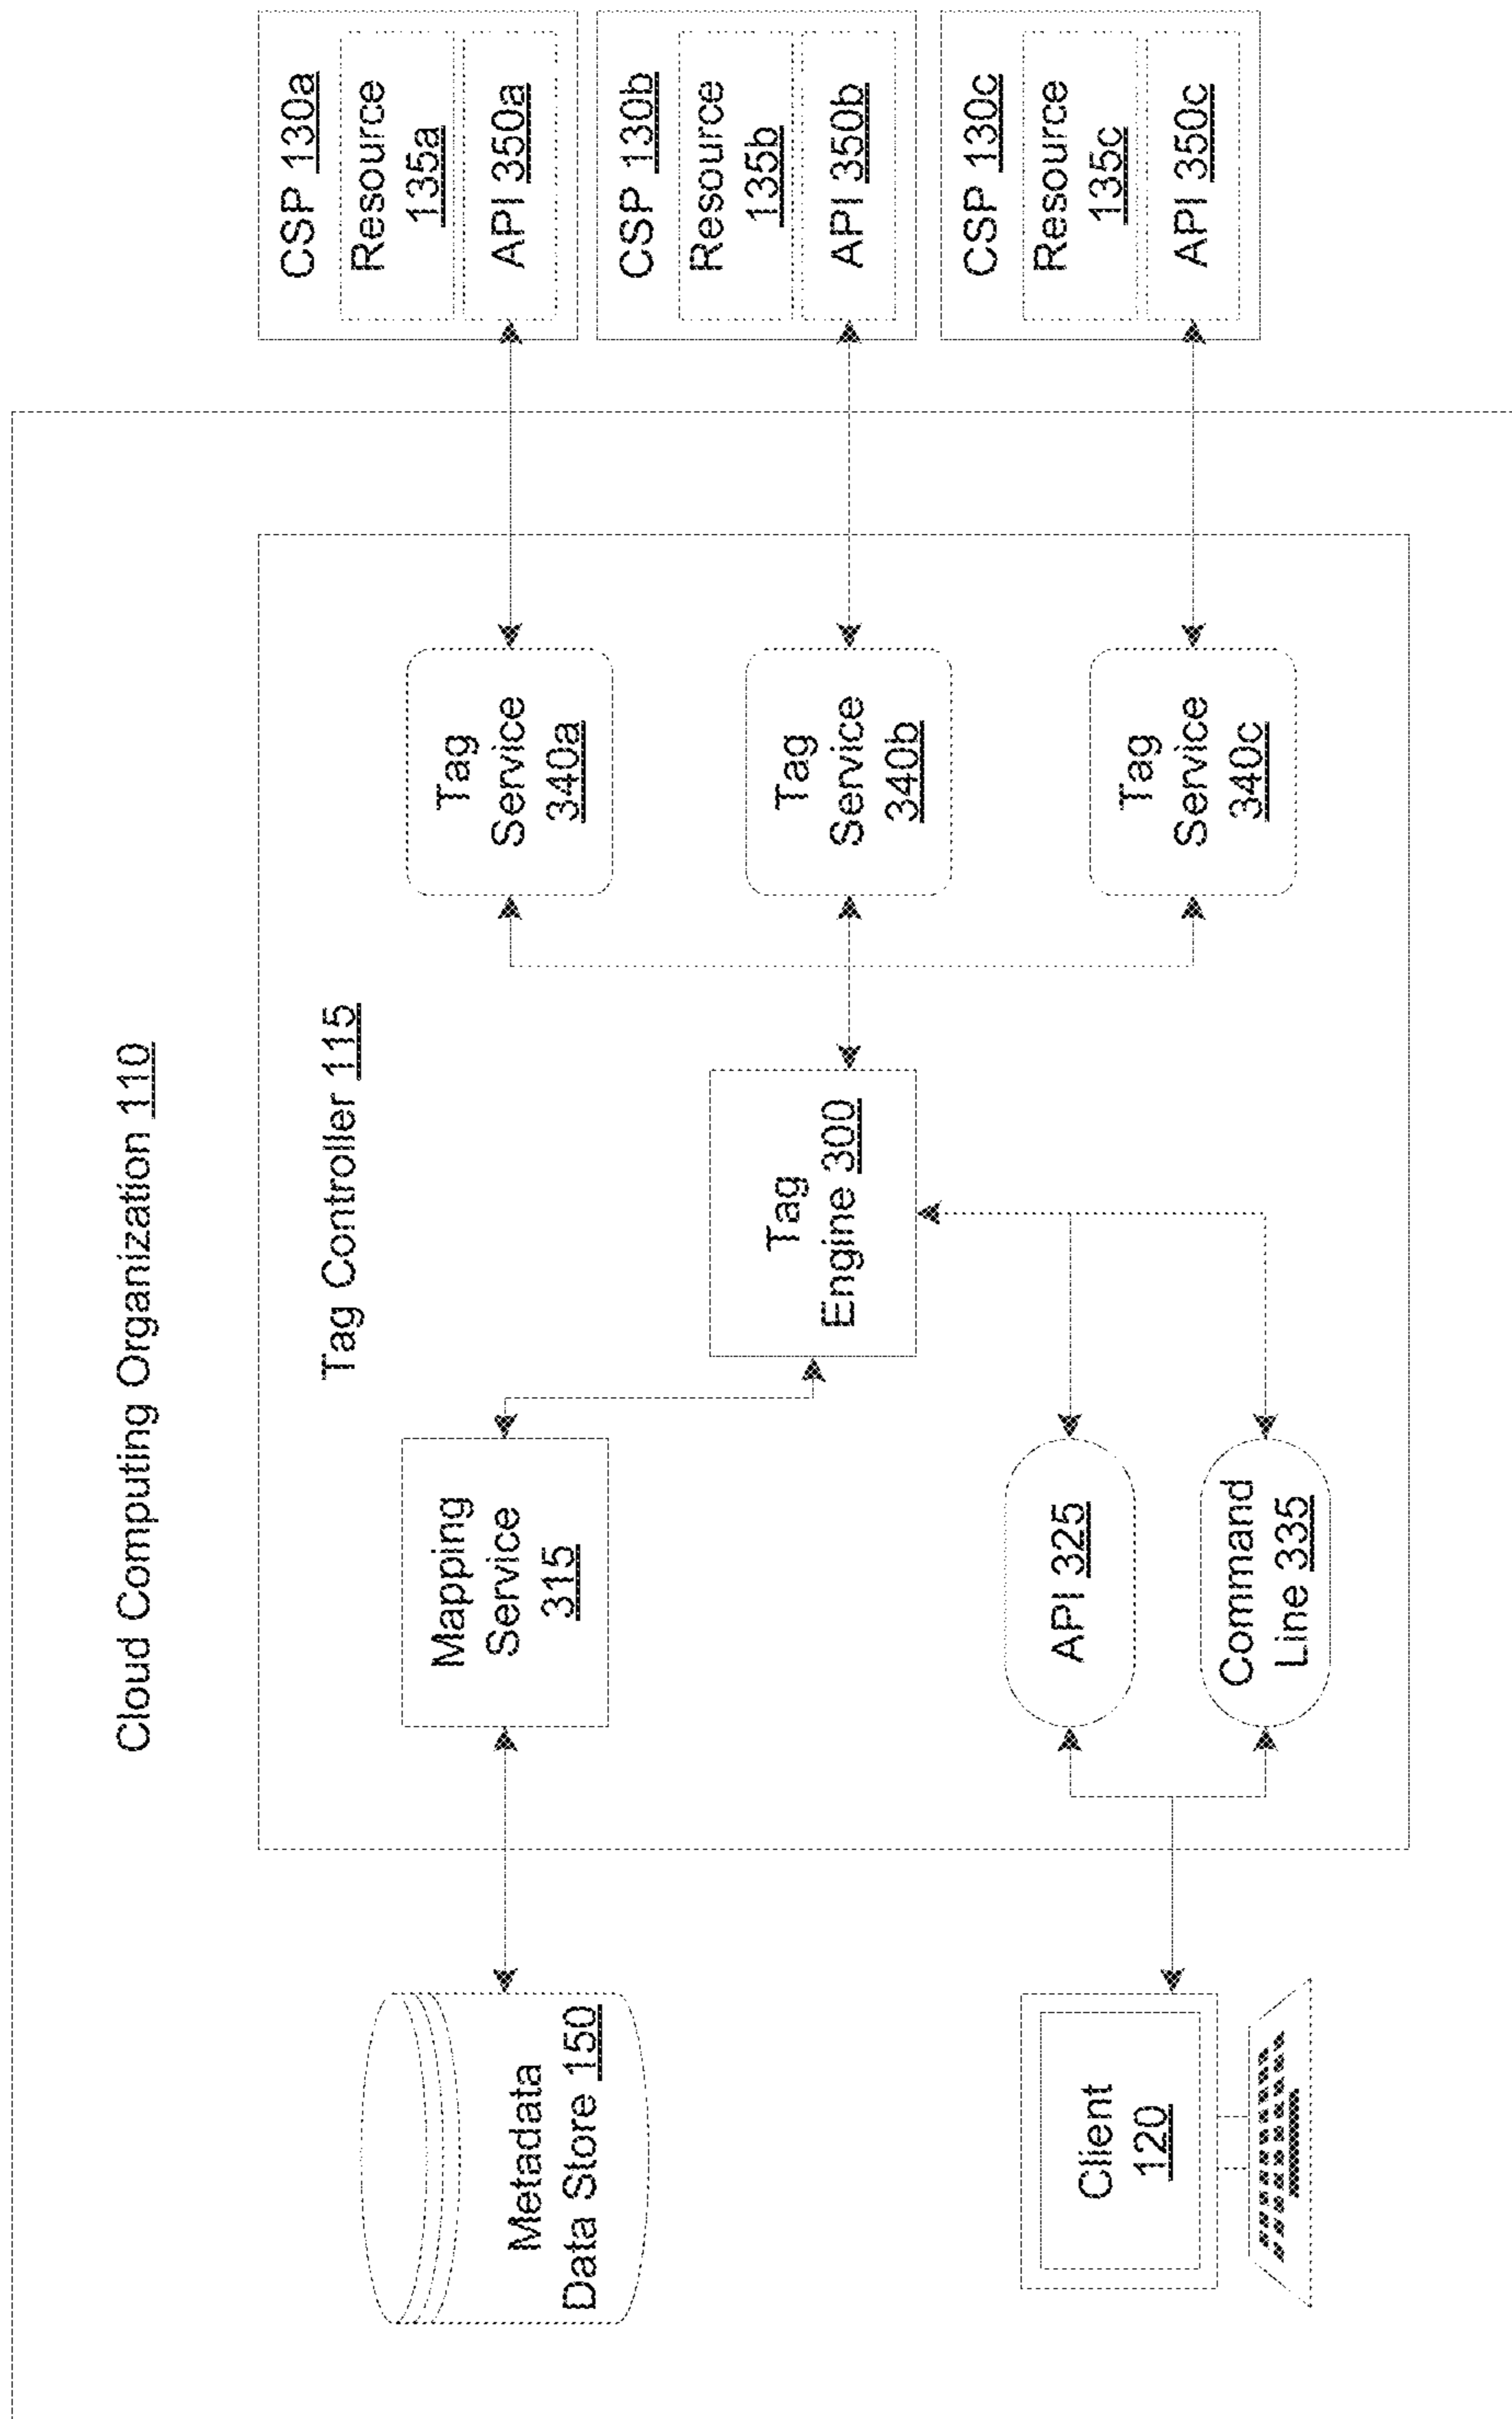 Cloud Computing Organization 110
Tag Controller 115
Metadata
Data Store 150
Mapping
Service
315
Tag
Engine 300
Client
120
API 325
Command
Line 335
Tag
Service
340a
Tag
Service
340b
Tag
Service
340c
CSP 130a
Resource
135a
API 350a
CSP 130b
Resource
135b
API 350b
CSP 130c
Resource
135c
API 350c